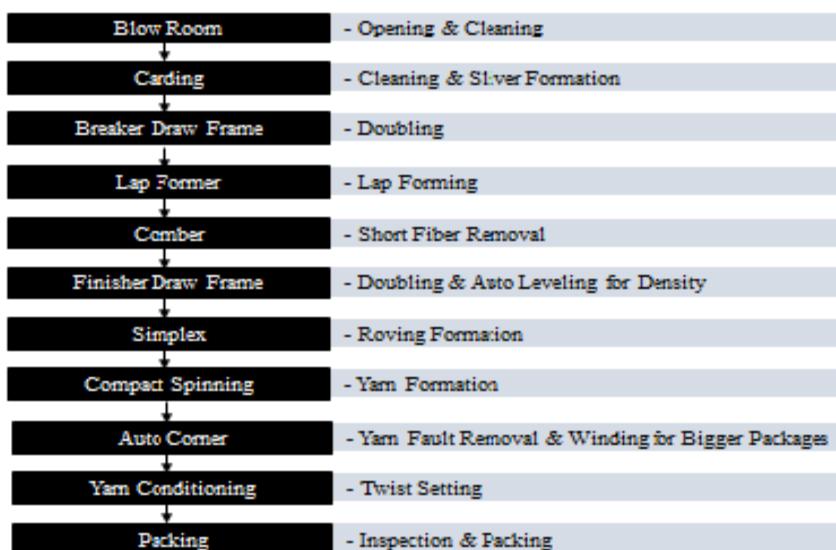 Blow Room - Opening & Cleaning
Carding - Cleaning & Sliver Formation
Breaker Draw Frame - Doubling
Lap Former - Lap Forming
Comber - Short Fiber Removal
Finisher Draw Frame - Doubling & Auto Leveling for Density
Simplex - Roving Formation
Compact Spinning - Yarn Formation
Auto Corner - Yarn Fault Removal & Winding for Bigger Packages
Yarn Conditioning - Twist Setting
Packing - Inspection & Packing